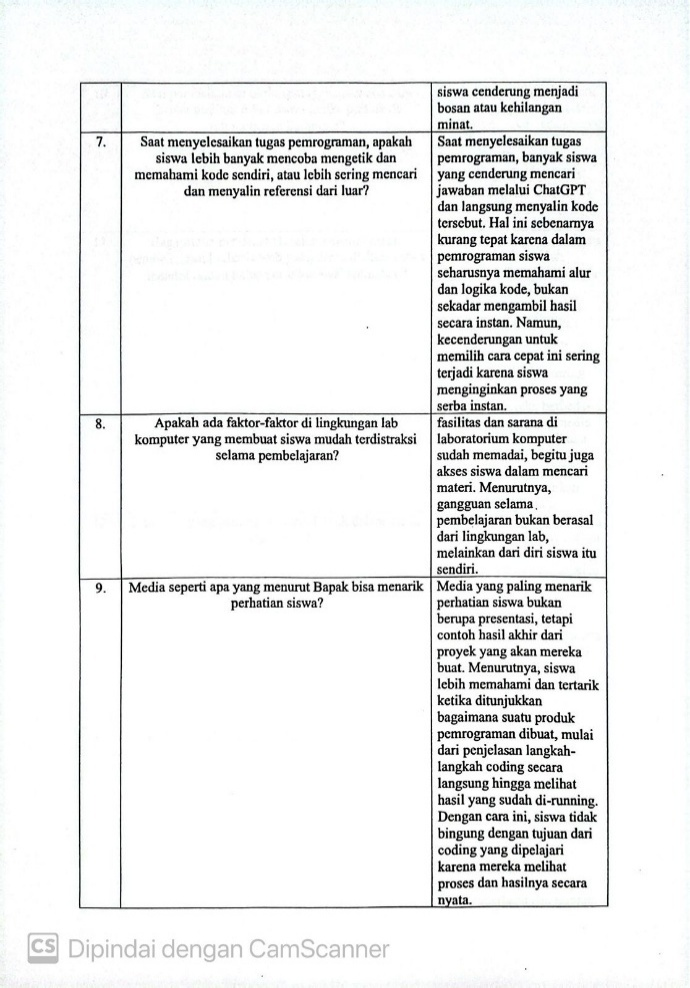 siswa cenderung menjadi
bosan atau kehilangan
minat.
7.
Saat menyelesaikan tugas pemrograman, apakah
siswa lebih banyak mencoba mengetik dan
memahami kode sendiri, atau lebih sering mencari
dan menyalin referensi dari luar?
Saat menyelesaikan tugas
pemrograman, banyak siswa
yang cenderung mencari
jawaban melalui ChatGPT
dan langsung menyalin kode
tersebut. Hal ini sebenarnya
kurang tepat karena dalam
pemrograman siswa
seharusnya memahami alur
dan logika kode, bukan
sekadar mengambil hasil
secara instan. Namun,
kecenderungan untuk
memilih cara cepat ini sering
terjadi karena siswa
menginginkan proses yang
serba instan.
8.
Apakah ada faktor-faktor di lingkungan lab
komputer yang membuat siswa mudah terdistraksi
selama pembelajaran?
fasilitas dan sarana di
laboratorium komputer
sudah memadai, begitu juga
akses siswa dalam mencari
materi. Menurutnya,
gangguan selama
pembelajaran bukan berasal
dari lingkungan lab,
melainkan dari diri siswa itu
sendiri.
9.
Media seperti apa yang menurut Bapak bisa menarik
perhatian siswa?
Media yang paling menarik
perhatian siswa bukan
berupa presentasi, tetapi
contoh hasil akhir dari
proyek yang akan mereka
buat. Menurutnya, siswa
lebih memahami dan tertarik
ketika ditunjukkan
bagaimana suatu produk
pemrograman dibuat, mulai
dari penjelasan langkah-
langkah coding secara
langsung hingga melihat
hasil yang sudah di-running.
Dengan cara ini, siswa tidak
bingung dengan tujuan dari
coding yang dipelajari
karena mereka melihat
proses dan hasilnya secara
nyata.
CS Dipindai dengan CamScanner